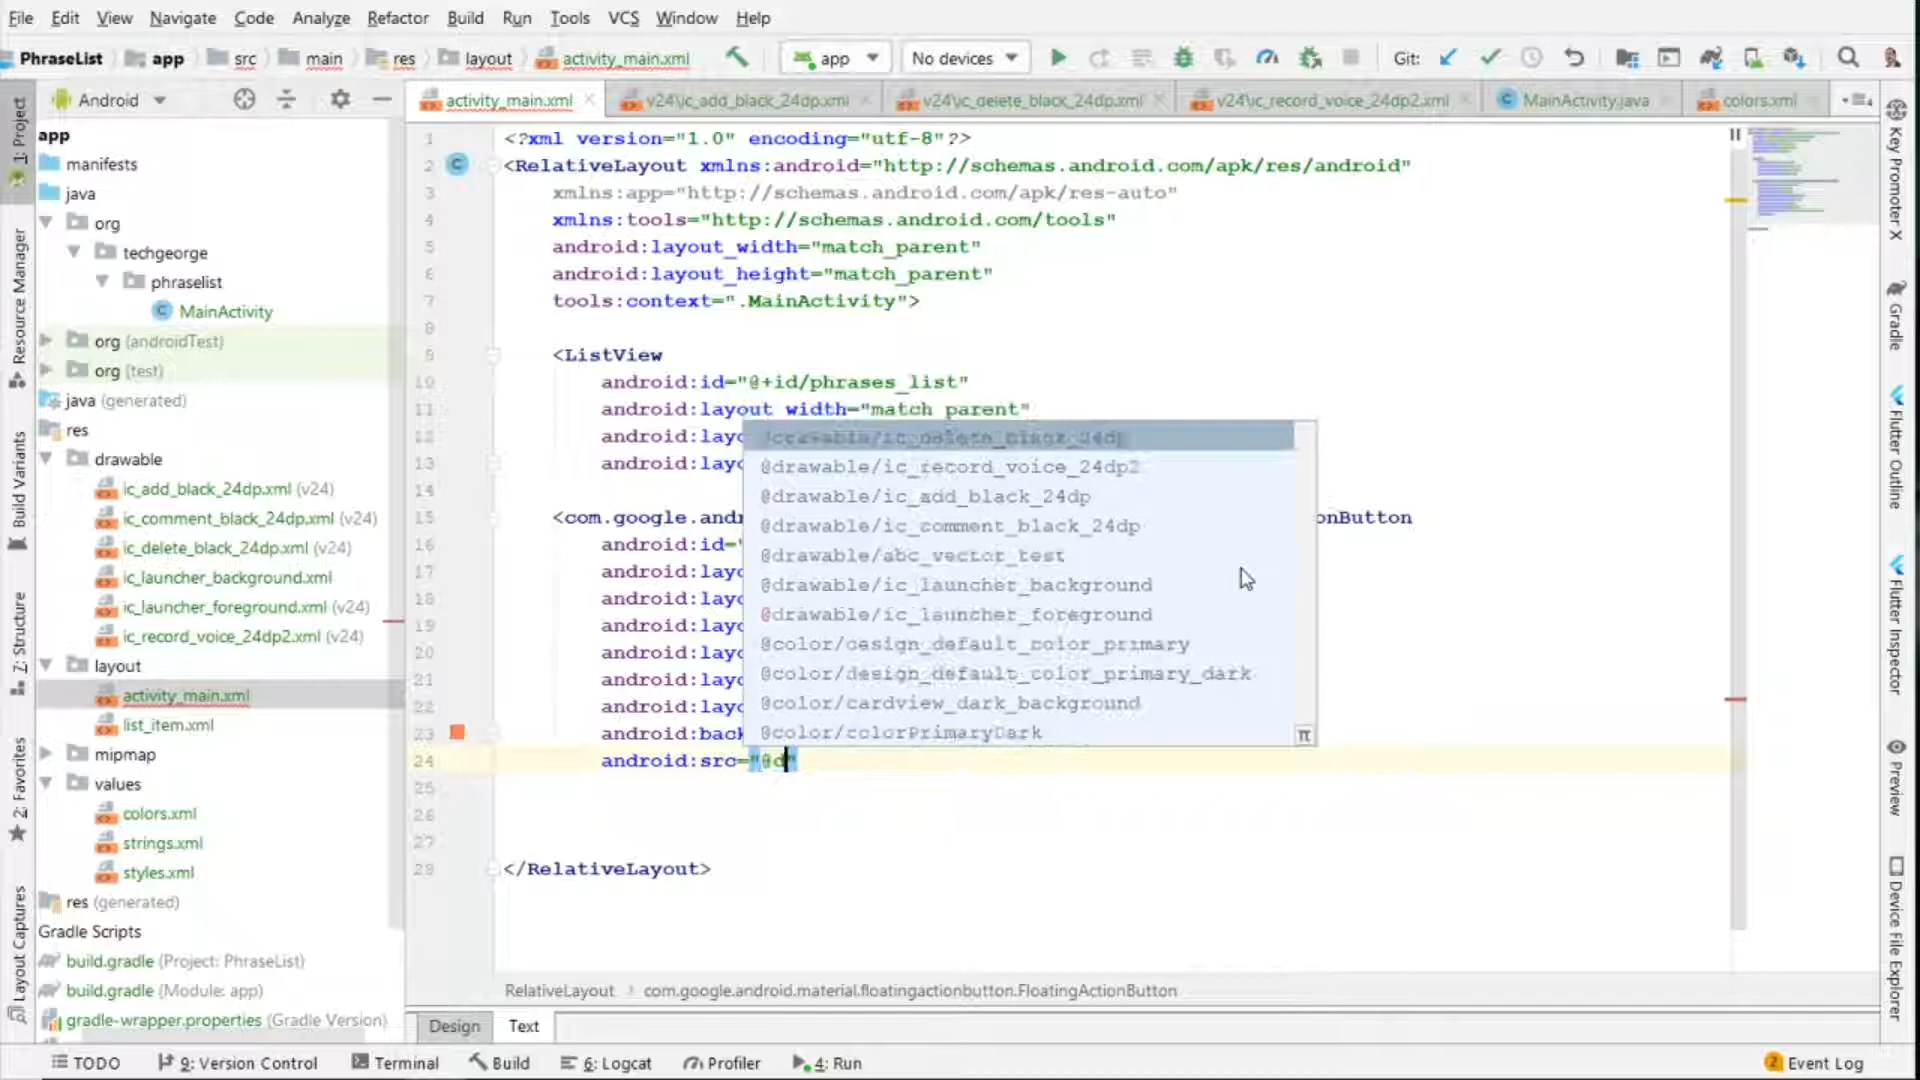 File Edit View Navigate Code Analyze Refactor Build Run Tools VCS Window Help
PhraseList app src main res layout activity_main.xml app No devices Git:
1: Project
Resource Manager
Build Variants
7: Structure
2: Favorites
Layout Captures
Android
app
manifests
java
org
techgeorge
phraselist
MainActivity
org (androidTest)
org (test)
java (generated)
res
drawable
ic_add_black_24dp.xml (v24)
ic_comment_black_24dp.xml (v24)
ic_delete_black_24dp.xml (v24)
ic_launcher_background.xml
ic_launcher_foreground.xml (v24)
ic_record_voice_24dp2.xml (v24)
layout
activity_main.xml
list_item.xml
mipmap
values
colors.xml
strings.xml
styles.xml
res (generated)
Gradle Scripts
build.gradle (Project: PhraseList)
build.gradle (Module: app)
gradle-wrapper.properties (Gradle Version)
activity_main.xml v24\ic_add_black_24dp.xml v24\ic_delete_black_24dp.xml v24\ic_record_voice_24dp2.xml MainActivity.java colors.xml
1 <?xml version="1.0" encoding="utf-8"?>
2 <RelativeLayout xmlns:android="http://schemas.android.com/apk/res/android"
3 xmlns:app="http://schemas.android.com/apk/res-auto"
4 xmlns:tools="http://schemas.android.com/tools"
5 android:layout_width="match_parent"
6 android:layout_height="match_parent"
7 tools:context=".MainActivity">
8
9 <ListView
10 android:id="@+id/phrases_list"
11 android:layout_width="match_parent"
12 android:layo
13 android:layo
14
15 <com.google.andr onButton
16 android:id="
17 android:layo
18 android:layo
19 android:layo
20 android:layo
21 android:layo
22 android:layo
23 android:back
24 android:src="@d"
25
26
27
28 </RelativeLayout>
@drawable/ic_delete_black_24dp
@drawable/ic_record_voice_24dp2
@drawable/ic_add_black_24dp
@drawable/ic_comment_black_24dp
@drawable/abc_vector_test
@drawable/ic_launcher_background
@drawable/ic_launcher_foreground
@color/design_default_color_primary
@color/design_default_color_primary_dark
@color/cardview_dark_background
@color/colorPrimaryDark
π
RelativeLayout › com.google.android.material.floatingactionbutton.FloatingActionButton
Design Text
Key Promoter X
Gradle
Flutter Outline
Flutter Inspector
Preview
Device File Explorer
TODO 9: Version Control Terminal Build 6: Logcat Profiler 4: Run 2 Event Log